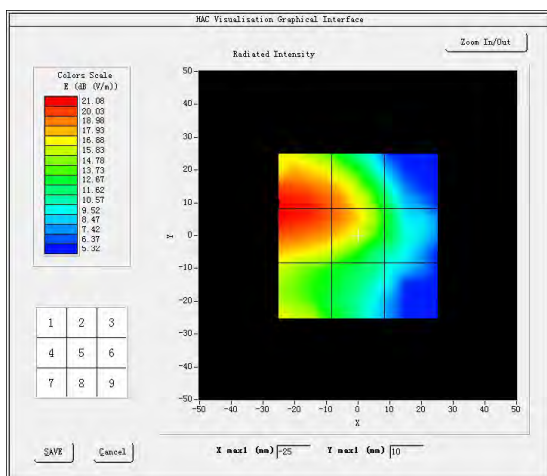 HAC Visualisation Graphical Interface
Zoom In/Out
Radiated Intensity
Colors Scale
E (dB (V/m))
21.08
20.03
18.98
17.93
16.88
15.83
14.78
13.73
12.67
11.62
10.57
9.52
8.47
7.42
6.37
5.32
50
40
30
20
10
0
-10
-20
-30
-40
-50
Y
-50 -40 -30 -20 -10 0 10 20 30 40 50
X
1 2 3
4 5 6
7 8 9
SAVE Cancel
X max1 (mm) -25 Y max1 (mm) 10